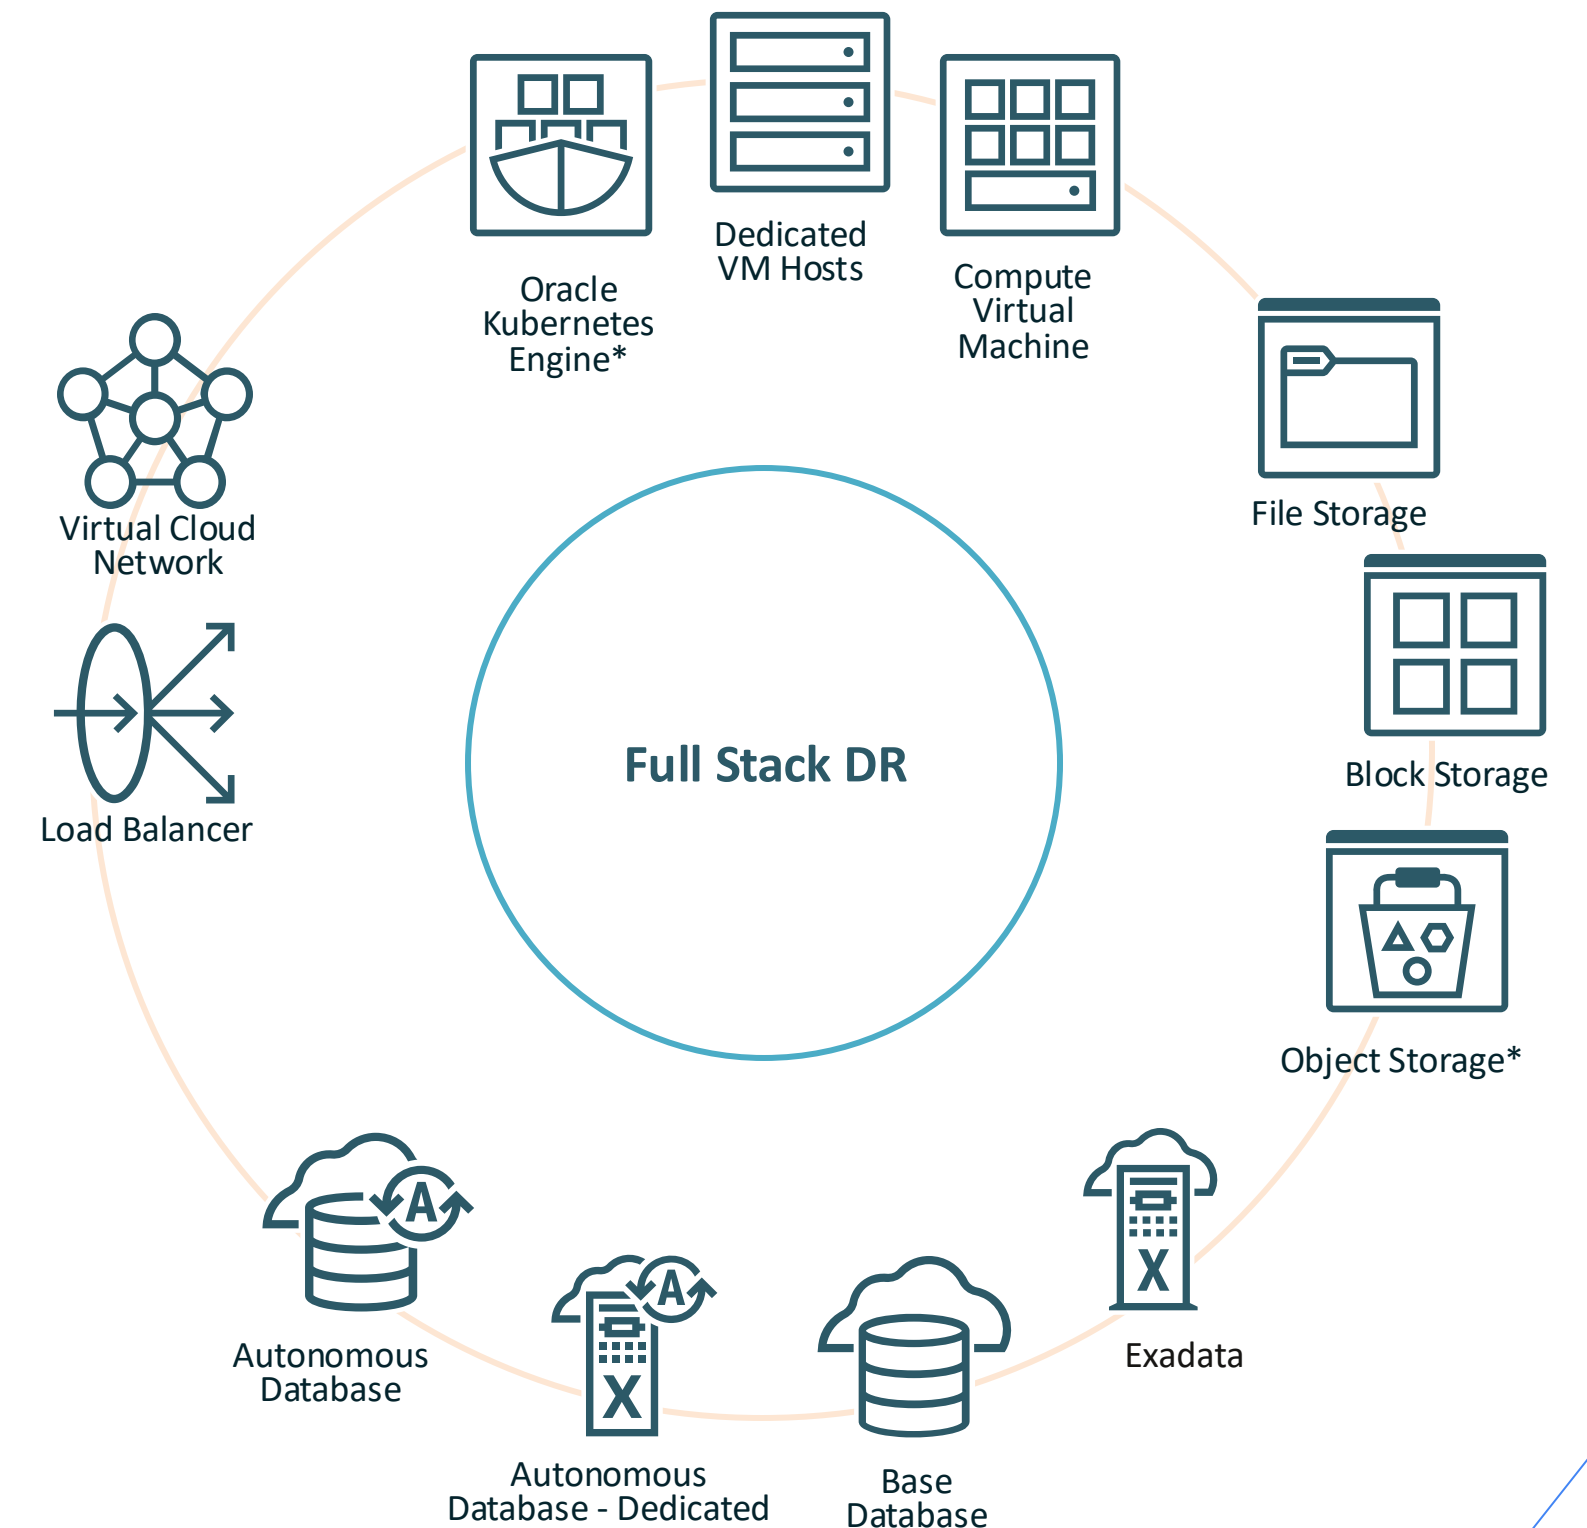 Dedicated
VM Hosts
Oracle
Kubernetes
Engine*
Compute
Virtual
Machine
Virtual Cloud
Network
File Storage
Full Stack DR
Block Storage
Load Balancer
Object Storage*
A
X
A
X
Autonomous
Database
Exadata
Autonomous
Database - Dedicated
Base
Database